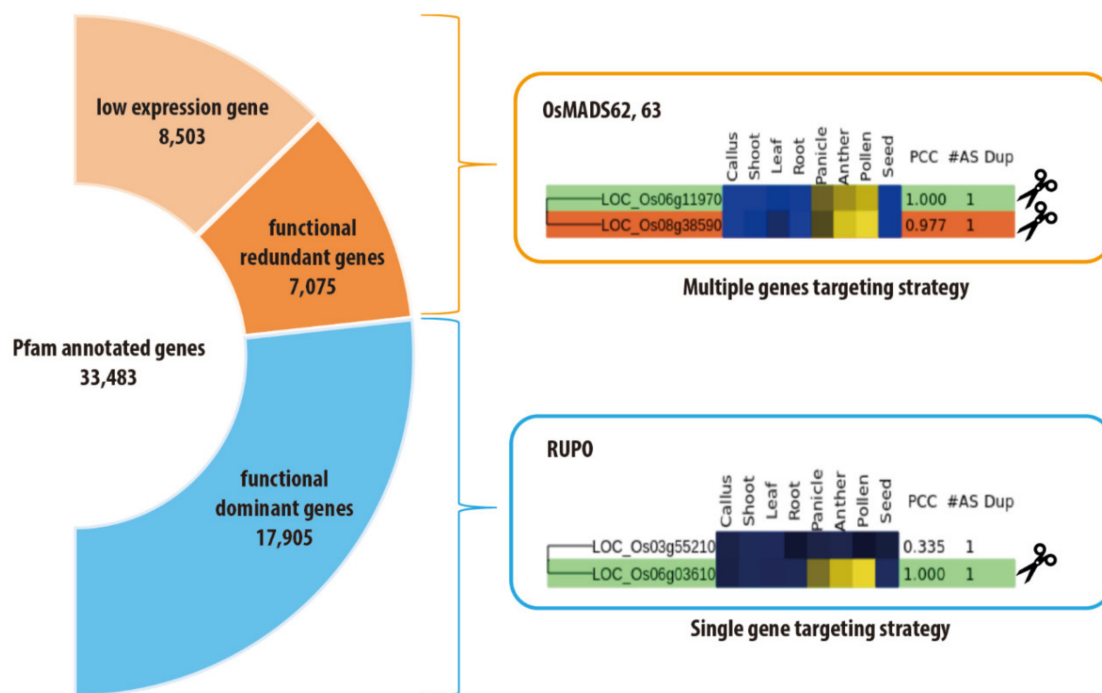 low expression gene
8,503
functional
redundant genes
7,075
Pfam annotated genes
33,483
functional
dominant genes
17,905
OsMADS62, 63
Callus Shoot Leaf Root Panicle Anther Pollen Seed PCC #AS Dup
LOC_Os06g11970 1.000 1
LOC_Os08g38590 0.977 1
Multiple genes targeting strategy
RUPO
Callus Shoot Leaf Root Panicle Anther Pollen Seed PCC #AS Dup
LOC_Os03g55210 0.335 1
LOC_Os06g03610 1.000 1
Single gene targeting strategy